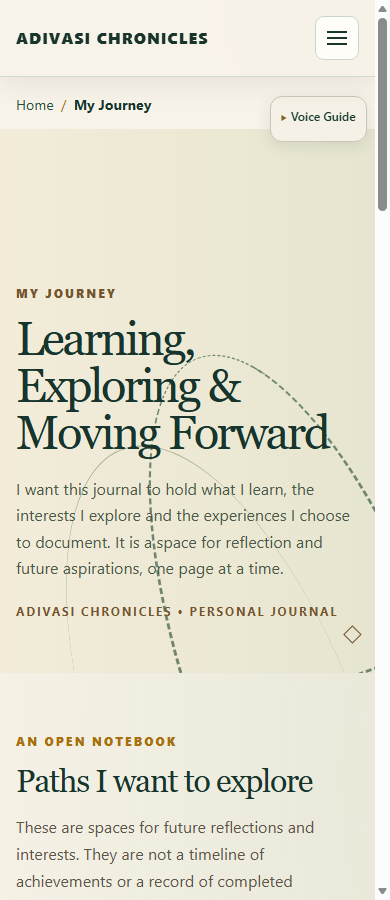 ADIVASI CHRONICLES
Home / My Journey
Voice Guide
MY JOURNEY
Learning,
Exploring &
Moving Forward
I want this journal to hold what I learn, the
interests I explore and the experiences I choose
to document. It is a space for reflection and
future aspirations, one page at a time.
ADIVASI CHRONICLES • PERSONAL JOURNAL
AN OPEN NOTEBOOK
Paths I want to explore
These are spaces for future reflections and
interests. They are not a timeline of
achievements or a record of completed